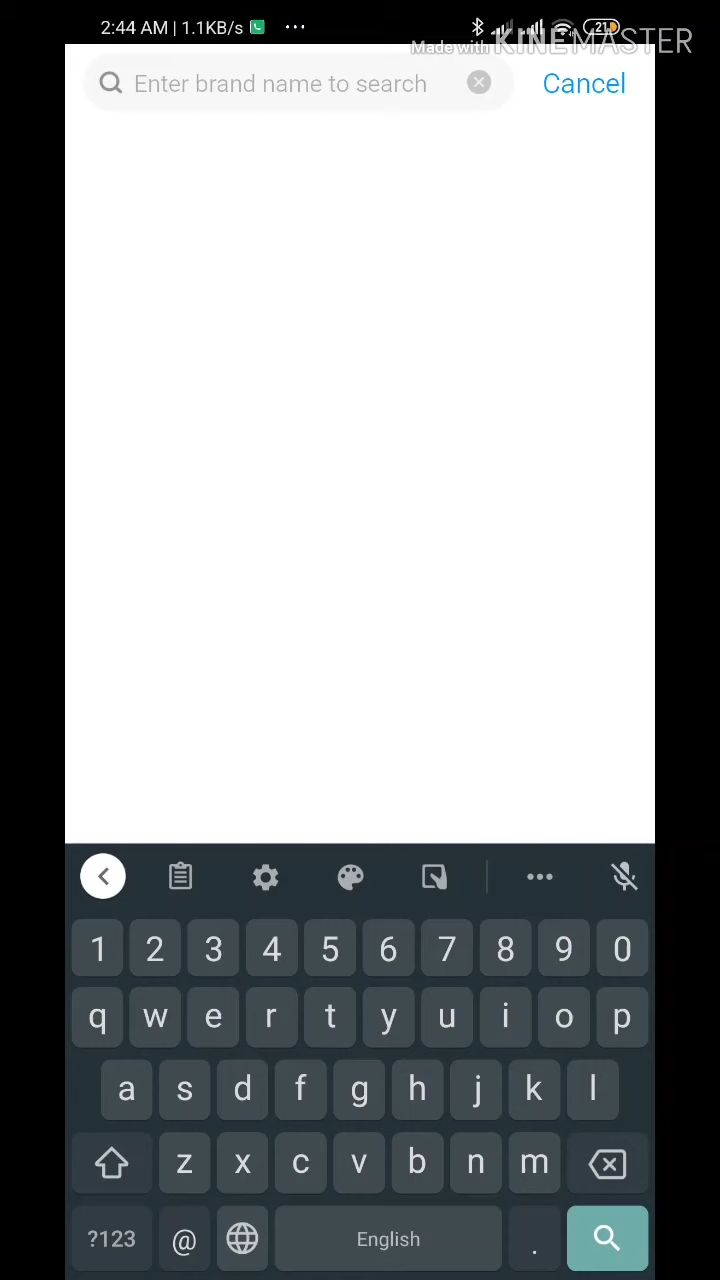 2:44 AM | 1.1KB/s ... 21
Made with KINEMASTER
Enter brand name to search Cancel
1 2 3 4 5 6 7 8 9 0
q w e r t y u i o p
a s d f g h j k l
z x c v b n m
?123 @ English .